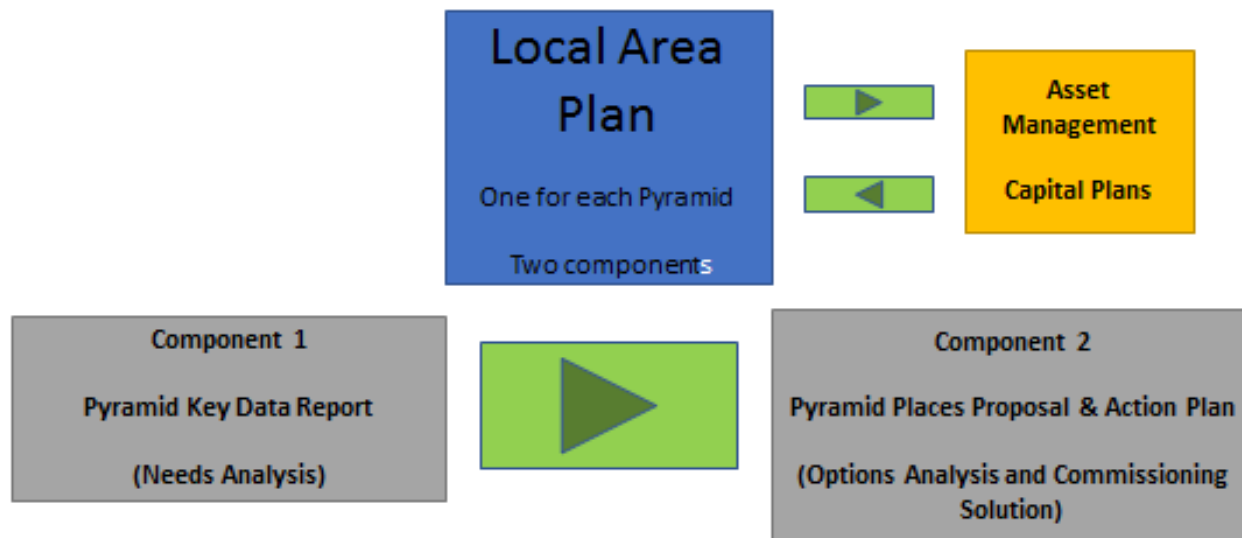 Local Area
Plan
One for each Pyramid
Two components
Asset
Management
Capital Plans
Component 1
Pyramid Key Data Report
(Needs Analysis)
Component 2
Pyramid Places Proposal & Action Plan
(Options Analysis and Commissioning
Solution)